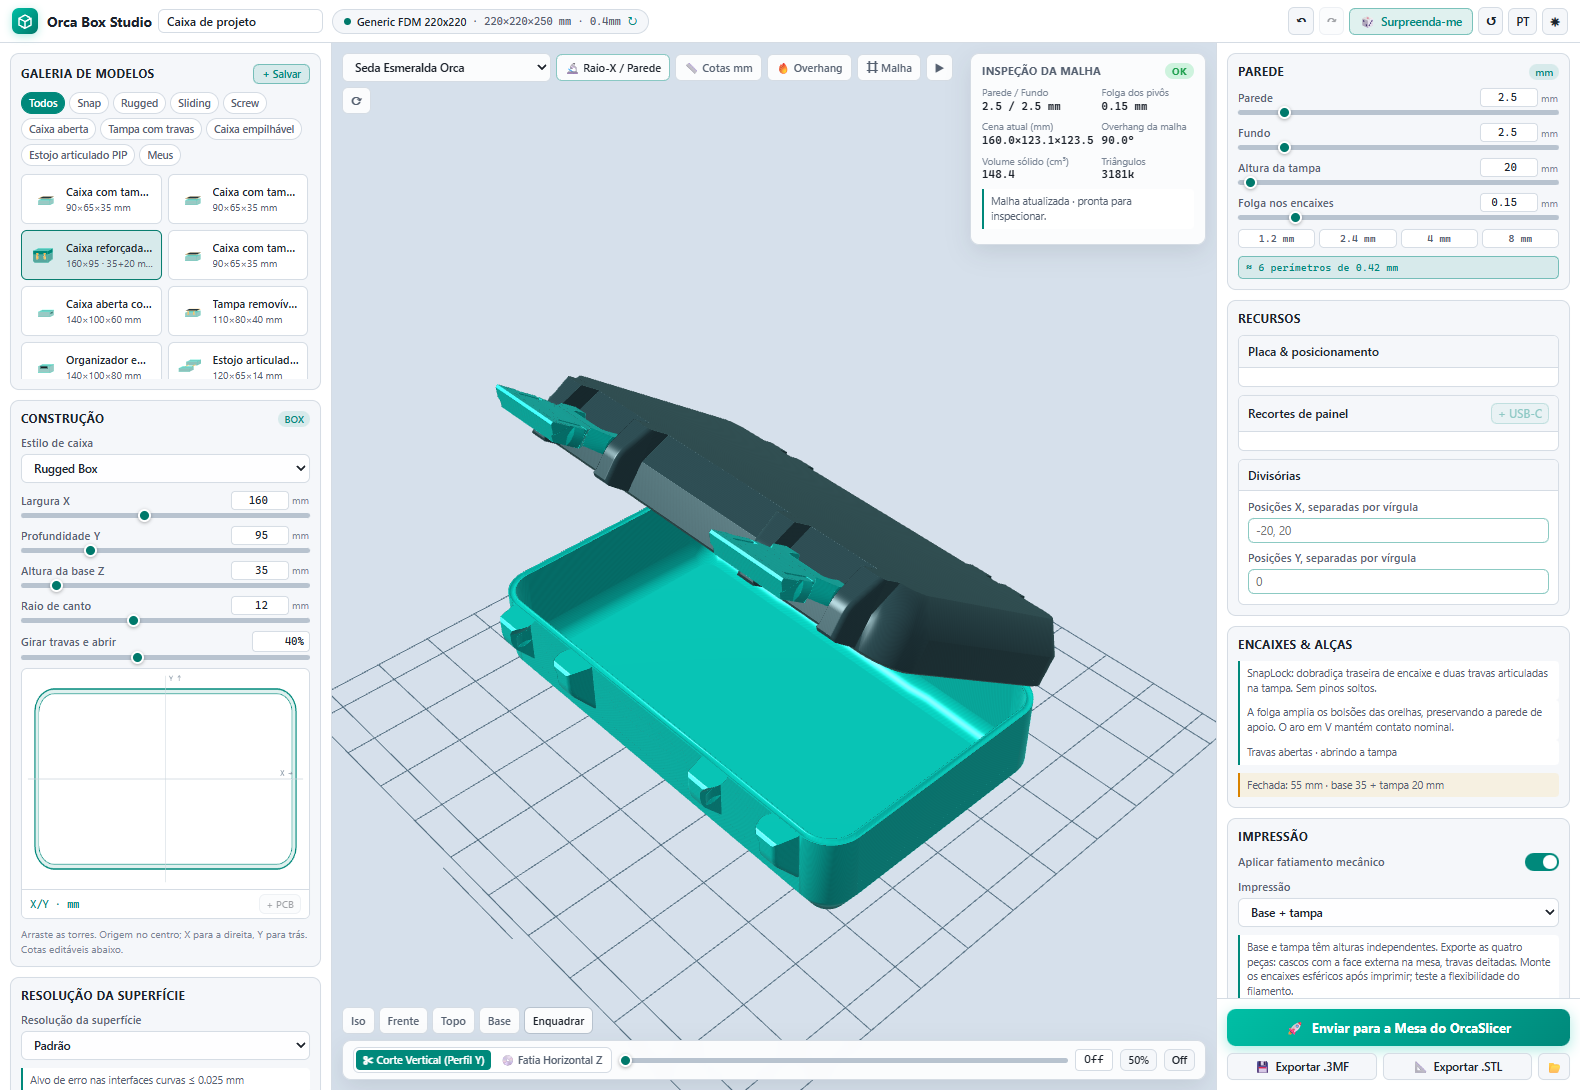 Orca Box Studio
Caixa de projeto
Generic FDM 220x220 · 220×220×250 mm · 0.4mm ↻
Surpreenda-me
PT
GALERIA DE MODELOS
+ Salvar
Todos
Snap
Rugged
Sliding
Screw
Caixa aberta
Tampa com travas
Caixa empilhável
Estojo articulado PIP
Meus
Caixa com tam...
90×65×35 mm
Caixa com tam...
90×65×35 mm
Caixa reforçada...
160×95 · 35+20 m...
Caixa com tam...
90×65×35 mm
Caixa aberta co...
140×100×60 mm
Tampa removív...
110×80×40 mm
Organizador e...
140×100×80 mm
Estojo articulad...
120×65×14 mm
CONSTRUÇÃO
BOX
Estilo de caixa
Rugged Box
Largura X
160 mm
Profundidade Y
95 mm
Altura da base Z
35 mm
Raio de canto
12 mm
Girar travas e abrir
40%
Y ↑
X →
X/Y · mm
+ PCB
Arraste as torres. Origem no centro; X para a direita, Y para trás.
Cotas editáveis abaixo.
RESOLUÇÃO DA SUPERFÍCIE
Resolução da superfície
Padrão
Alvo de erro nas interfaces curvas ≤ 0.025 mm
Seda Esmeralda Orca
Raio-X / Parede
Cotas mm
Overhang
Malha
INSPEÇÃO DA MALHA
OK
Parede / Fundo
2.5 / 2.5 mm
Folga dos pivôs
0.15 mm
Cena atual (mm)
160.0×123.1×123.5
Overhang da malha
90.0°
Volume sólido (cm³)
148.4
Triângulos
3181k
Malha atualizada · pronta para
inspecionar.
Iso
Frente
Topo
Base
Enquadrar
Corte Vertical (Perfil Y)
Fatia Horizontal Z
Off
50%
Off
PAREDE
mm
Parede
2.5 mm
Fundo
2.5 mm
Altura da tampa
20 mm
Folga nos encaixes
0.15 mm
1.2 mm
2.4 mm
4 mm
8 mm
≈ 6 perímetros de 0.42 mm
RECURSOS
Placa & posicionamento
Recortes de painel
+ USB-C
Divisórias
Posições X, separadas por vírgula
-20, 20
Posições Y, separadas por vírgula
0
ENCAIXES & ALÇAS
SnapLock: dobradiça traseira de encaixe e duas travas articuladas
na tampa. Sem pinos soltos.
A folga amplia os bolsões das orelhas, preservando a parede de
apoio. O aro em V mantém contato nominal.
Travas abertas · abrindo a tampa
Fechada: 55 mm · base 35 + tampa 20 mm
IMPRESSÃO
Aplicar fatiamento mecânico
Impressão
Base + tampa
Base e tampa têm alturas independentes. Exporte as quatro
peças: cascos com a face externa na mesa, travas deitadas. Monte
os encaixes esféricos após imprimir; teste a flexibilidade do
filamento.
Enviar para a Mesa do OrcaSlicer
Exportar .3MF
Exportar .STL